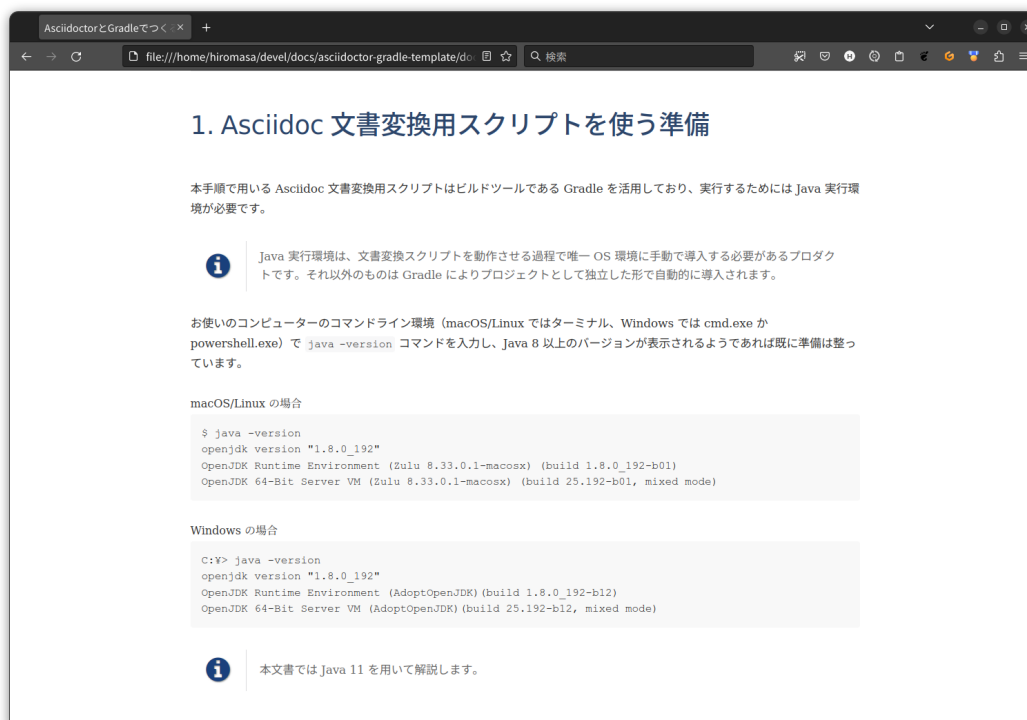 AsciidoctorとGradleでつく
file:///home/hiromasa/devel/docs/asciidoctor-gradle-template/do
検索
1. Asciidoc 文書変換用スクリプトを使う準備
本手順で用いる Asciidoc 文書変換用スクリプトはビルドツールである Gradle を活用しており、実行するためには Java 実行環
境が必要です。
Java 実行環境は、文書変換スクリプトを動作させる過程で唯一 OS 環境に手動で導入する必要があるプロダク
トです。それ以外のものは Gradle によりプロジェクトとして独立した形で自動的に導入されます。
お使いのコンピューターのコマンドライン環境（macOS/Linux ではターミナル、Windows では cmd.exe か
powershell.exe）で java -version コマンドを入力し、Java 8 以上のバージョンが表示されるようであれば既に準備は整っ
ています。
macOS/Linux の場合
$ java -version
openjdk version "1.8.0_192"
OpenJDK Runtime Environment (Zulu 8.33.0.1-macosx) (build 1.8.0_192-b01)
OpenJDK 64-Bit Server VM (Zulu 8.33.0.1-macosx) (build 25.192-b01, mixed mode)
Windows の場合
C:¥> java -version
openjdk version "1.8.0_192"
OpenJDK Runtime Environment (AdoptOpenJDK)(build 1.8.0_192-b12)
OpenJDK 64-Bit Server VM (AdoptOpenJDK)(build 25.192-b12, mixed mode)
本文書では Java 11 を用いて解説します。